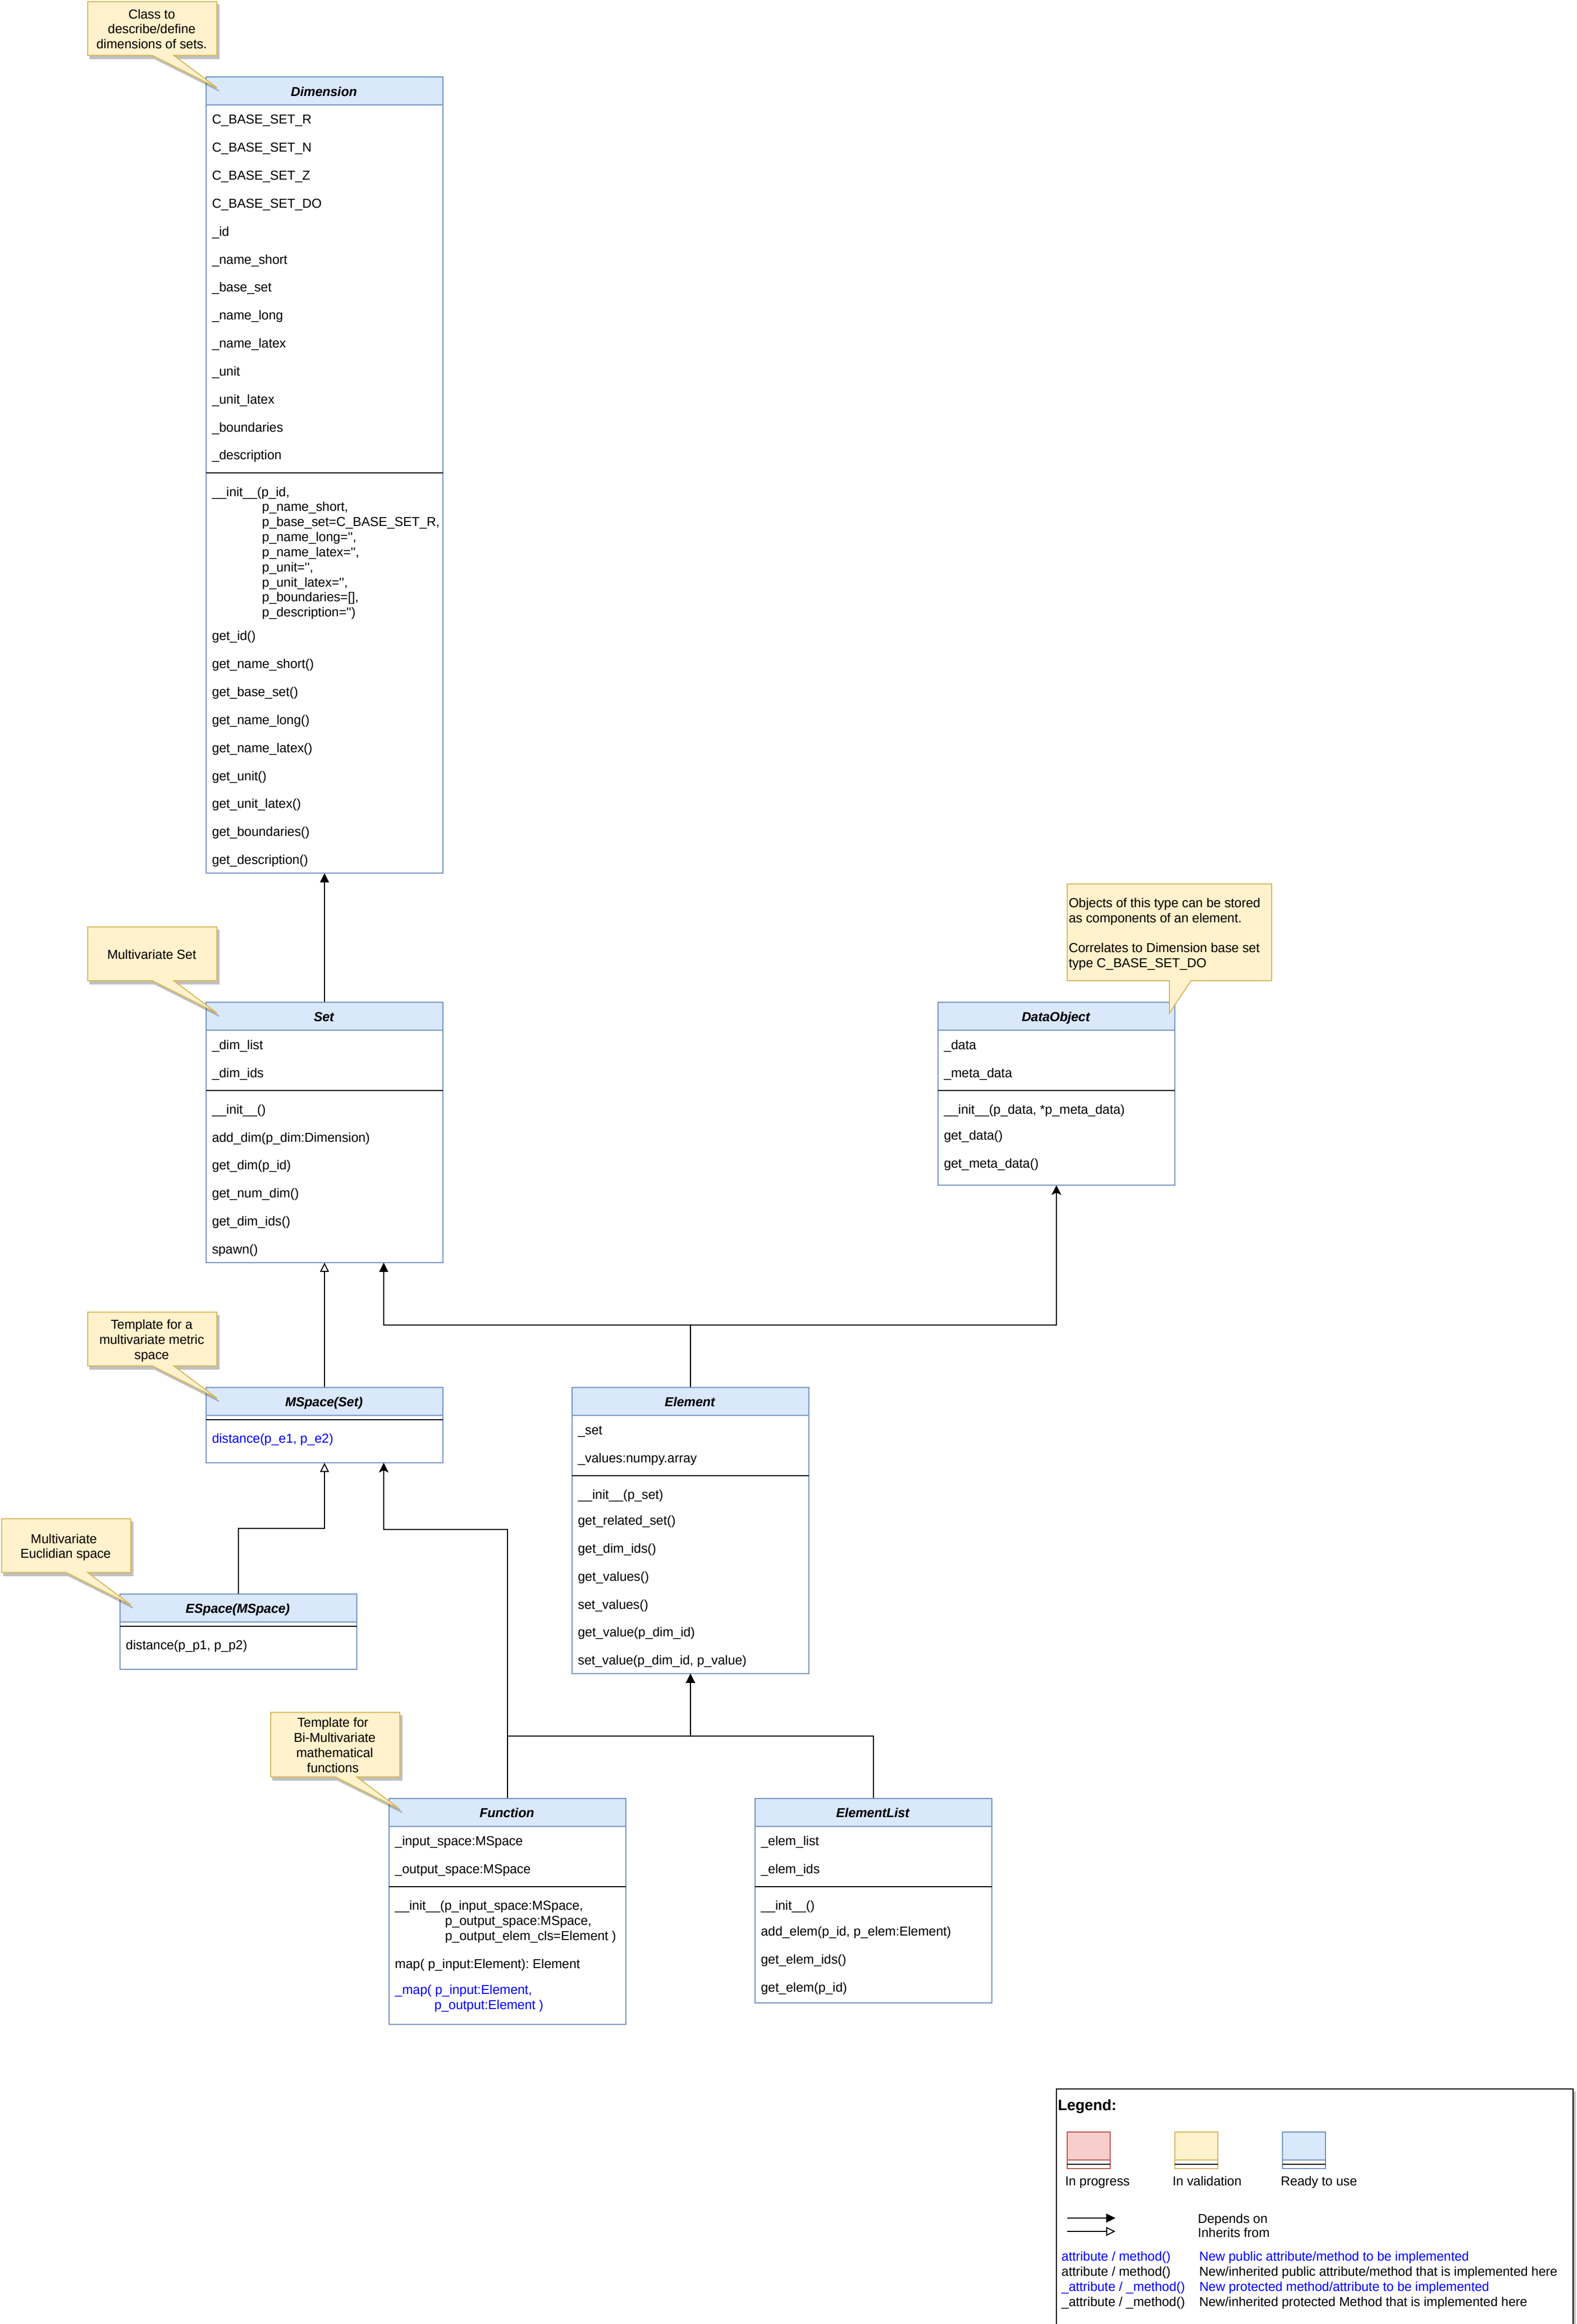 Class to
describe/define
dimensions of sets.
Dimension
C_BASE_SET_R
C_BASE_SET_N
C_BASE_SET_Z
C_BASE_SET_DO
_id
_name_short
_base_set
_name_long
_name_latex
_unit
_unit_latex
_boundaries
_description
__init__(p_id,
p_name_short,
p_base_set=C_BASE_SET_R,
p_name_long='',
p_name_latex='',
p_unit='',
p_unit_latex='',
p_boundaries=[],
p_description='')
get_id()
get_name_short()
get_base_set()
get_name_long()
get_name_latex()
get_unit()
get_unit_latex()
get_boundaries()
get_description()
Objects of this type can be stored
as components of an element.
Correlates to Dimension base set
type C_BASE_SET_DO
Multivariate Set
Set
_dim_list
_dim_ids
__init__()
add_dim(p_dim:Dimension)
get_dim(p_id)
get_num_dim()
get_dim_ids()
spawn()
DataObject
_data
_meta_data
__init__(p_data, *p_meta_data)
get_data()
get_meta_data()
Template for a
multivariate metric
space
MSpace(Set)
distance(p_e1, p_e2)
Element
_set
_values:numpy.array
__init__(p_set)
get_related_set()
get_dim_ids()
get_values()
set_values()
get_value(p_dim_id)
set_value(p_dim_id, p_value)
Multivariate
Euclidian space
ESpace(MSpace)
distance(p_p1, p_p2)
Template for
Bi-Multivariate
mathematical
functions
Function
_input_space:MSpace
_output_space:MSpace
__init__(p_input_space:MSpace,
p_output_space:MSpace,
p_output_elem_cls=Element )
map( p_input:Element): Element
_map( p_input:Element,
p_output:Element )
ElementList
_elem_list
_elem_ids
__init__()
add_elem(p_id, p_elem:Element)
get_elem_ids()
get_elem(p_id)
Legend:
In progress
In validation
Ready to use
Depends on
Inherits from
attribute / method() New public attribute/method to be implemented
attribute / method() New/inherited public attribute/method that is implemented here
_attribute / _method() New protected method/attribute to be implemented
_attribute / _method() New/inherited protected Method that is implemented here